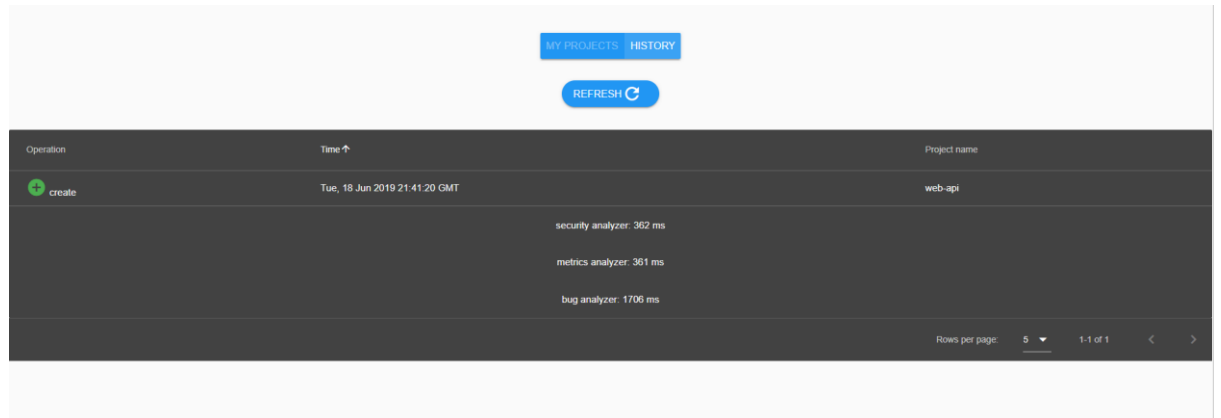 MY PROJECTS HISTORY
REFRESH
Operation Time Project name
create Tue, 18 Jun 2019 21:41:20 GMT web-api
security analyzer: 362 ms
metrics analyzer: 361 ms
bug analyzer: 1706 ms
Rows per page: 5 1-1 of 1